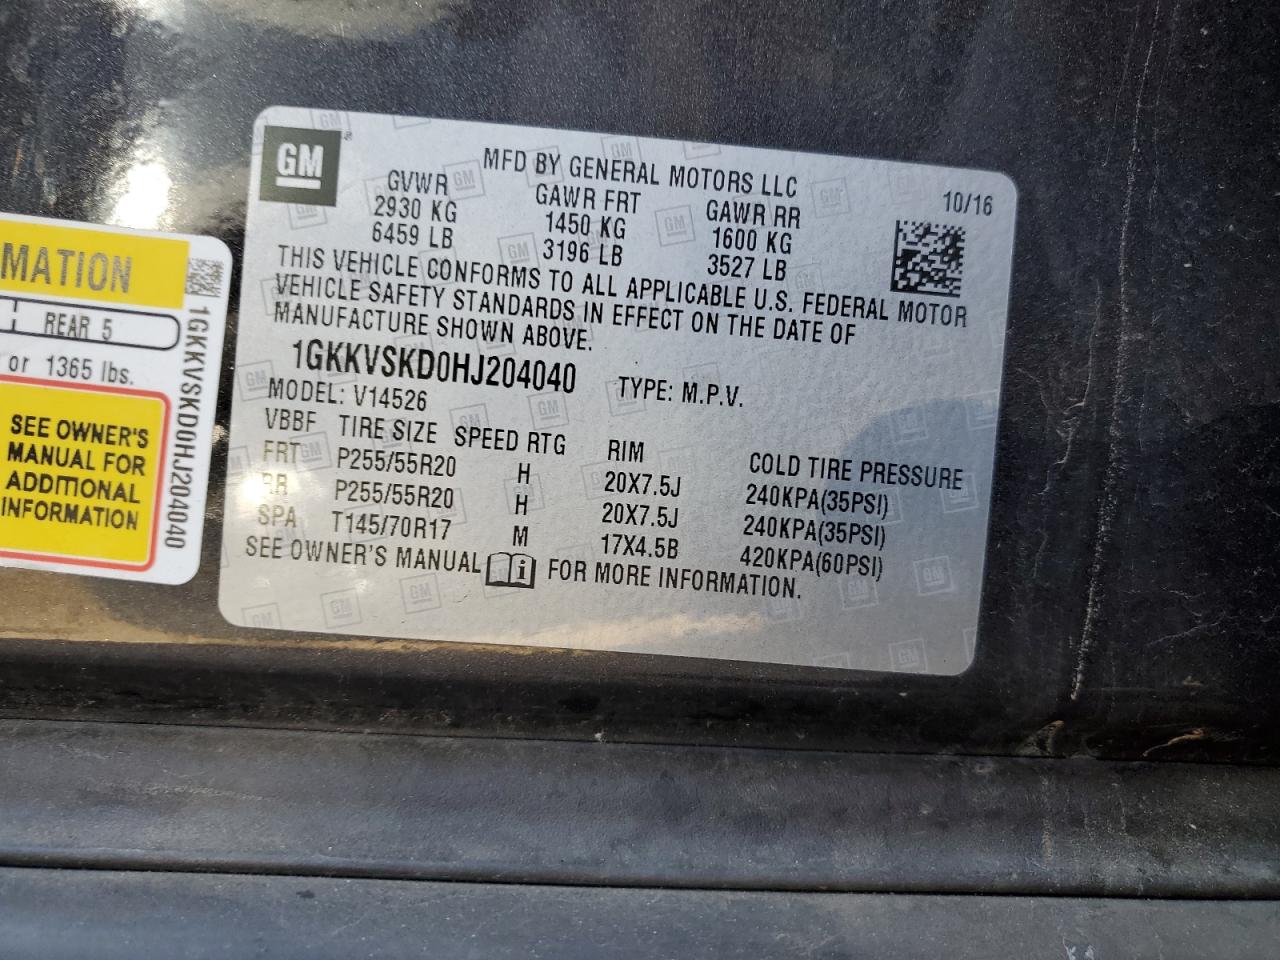 GM
MFD BY GENERAL MOTORS LLC
10/16
GVWR GAWR FRT GAWR RR
2930 KG 1450 KG 1600 KG
6459 LB 3196 LB 3527 LB
THIS VEHICLE CONFORMS TO ALL APPLICABLE U.S. FEDERAL MOTOR
VEHICLE SAFETY STANDARDS IN EFFECT ON THE DATE OF
MANUFACTURE SHOWN ABOVE.
1GKKVSKD0HJ204040 TYPE: M.P.V.
MODEL: V14526
VBBF TIRE SIZE SPEED RTG RIM COLD TIRE PRESSURE
FRT P255/55R20 H 20X7.5J 240KPA(35PSI)
RR P255/55R20 H 20X7.5J 240KPA(35PSI)
SPA T145/70R17 M 17X4.5B 420KPA(60PSI)
SEE OWNER'S MANUAL i FOR MORE INFORMATION.
MATION
REAR 5
or 1365 lbs.
SEE OWNER'S
MANUAL FOR
ADDITIONAL
INFORMATION
1GKKVSKD0HJ204040